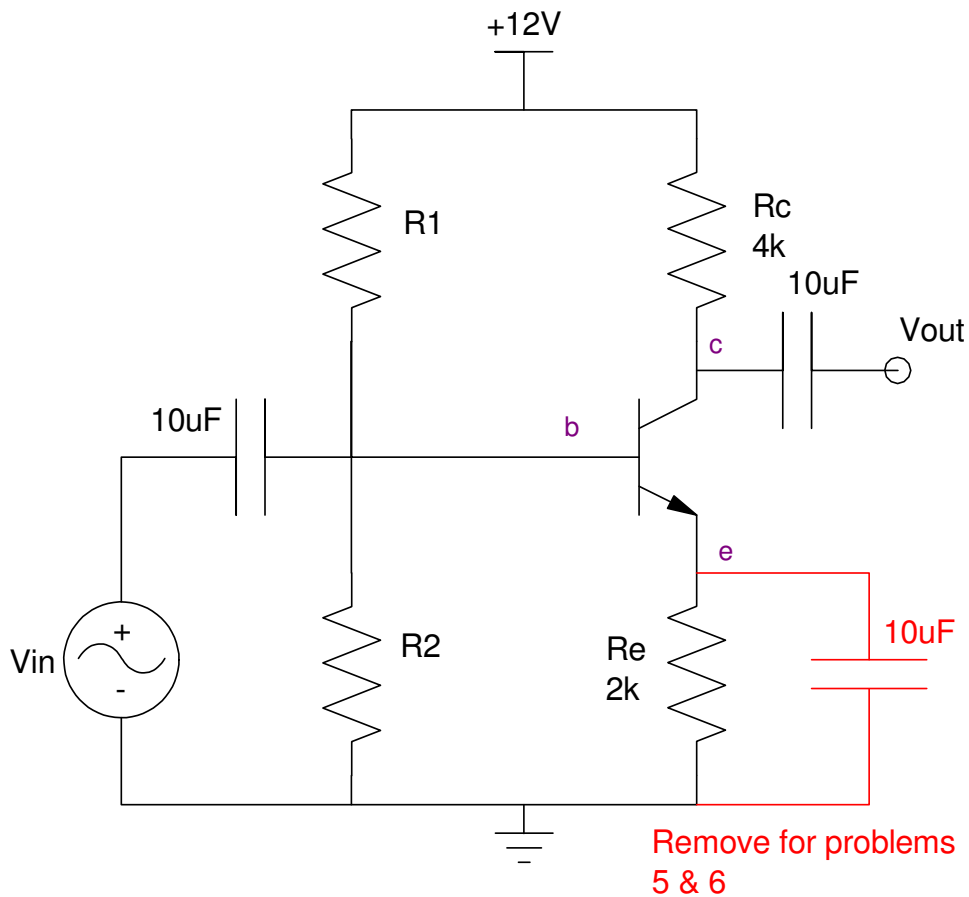 +12V
R1
Rc
4k
10uF
Vout
c
10uF
b
e
10uF
+
Vin
-
R2
Re
2k
Remove for problems
5 & 6